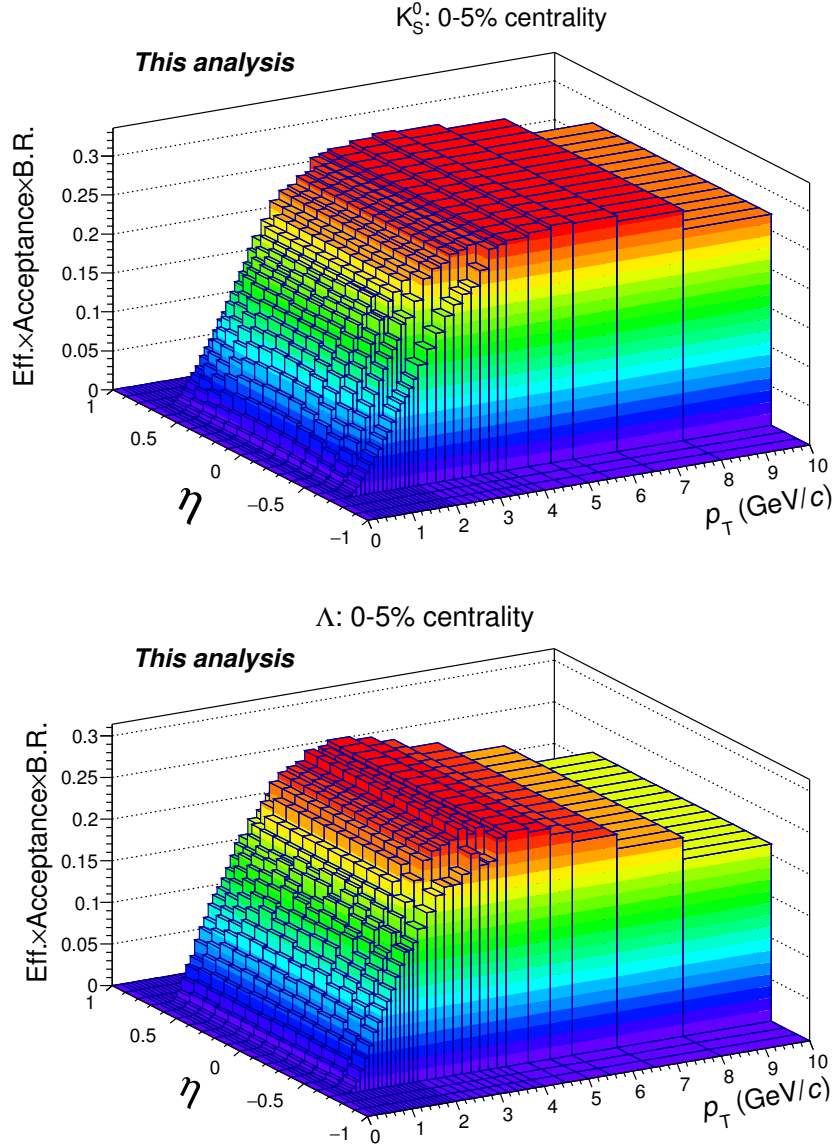 K⁰_S: 0-5% centrality
This analysis
Eff.×Acceptance×B.R.
0.3
0.25
0.2
0.15
0.1
0.05
0
1
0.5
0
−0.5
−1
η
0 1 2 3 4 5 6 7 8 9 10
p_T (GeV/c)
Λ: 0-5% centrality
This analysis
Eff.×Acceptance×B.R.
0.3
0.25
0.2
0.15
0.1
0.05
0
1
0.5
0
−0.5
−1
η
0 1 2 3 4 5 6 7 8 9 10
p_T (GeV/c)